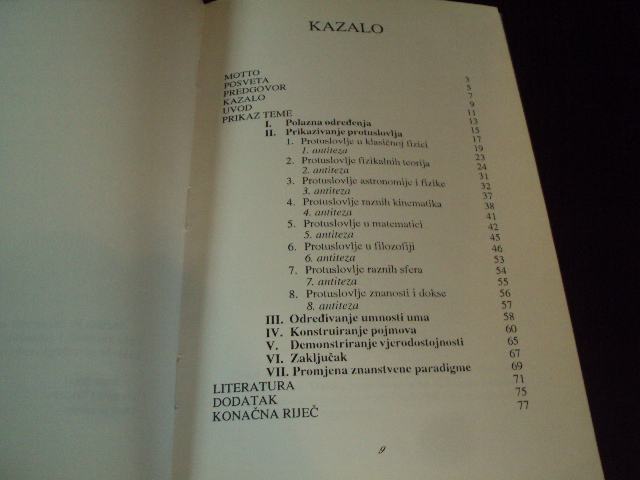 KAZALO
MOTTO 3
POSVETA 5
PREDGOVOR 7
KAZALO 9
UVOD 11
PRIKAZ TEME 13
I. Polazna određenja 15
II. Prikazivanje protuslovlja 17
1. Protuslovlje u klasičnoj fizici 19
1. antiteza 23
2. Protuslovlje fizikalnih teorija 24
2. antiteza 31
3. Protuslovlje astronomije i fizike 32
3. antiteza 37
4. Protuslovlje raznih kinematika 38
4. antiteza 41
5. Protuslovlje u matematici 42
5. antiteza 45
6. Protuslovlje u filozofiji 46
6. antiteza 53
7. Protuslovlje raznih sfera 54
7. antiteza 55
8. Protuslovlje znanosti i dokse 56
8. antiteza 57
III. Određivanje umnosti uma 58
IV. Konstruiranje pojmova 60
V. Demonstriranje vjerodostojnosti 65
VI. Zaključak 67
VII. Promjena znanstvene paradigme 69
LITERATURA 71
DODATAK 75
KONAČNA RIJEČ 77
9